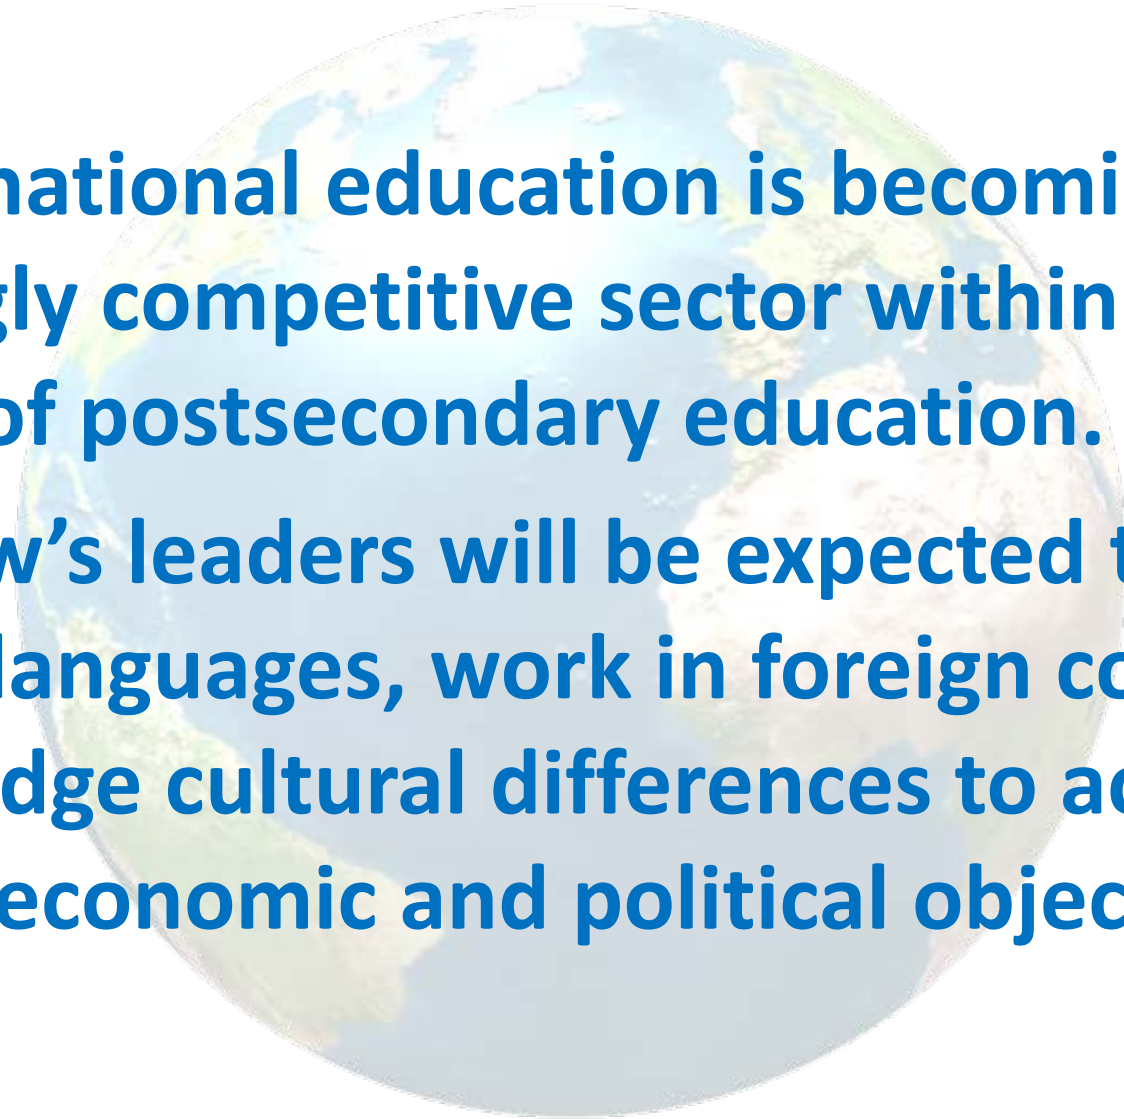 national education is becomi
gly competitive sector within
of postsecondary education.
w’s leaders will be expected t
languages, work in foreign co
dge cultural differences to ac
economic and political objec